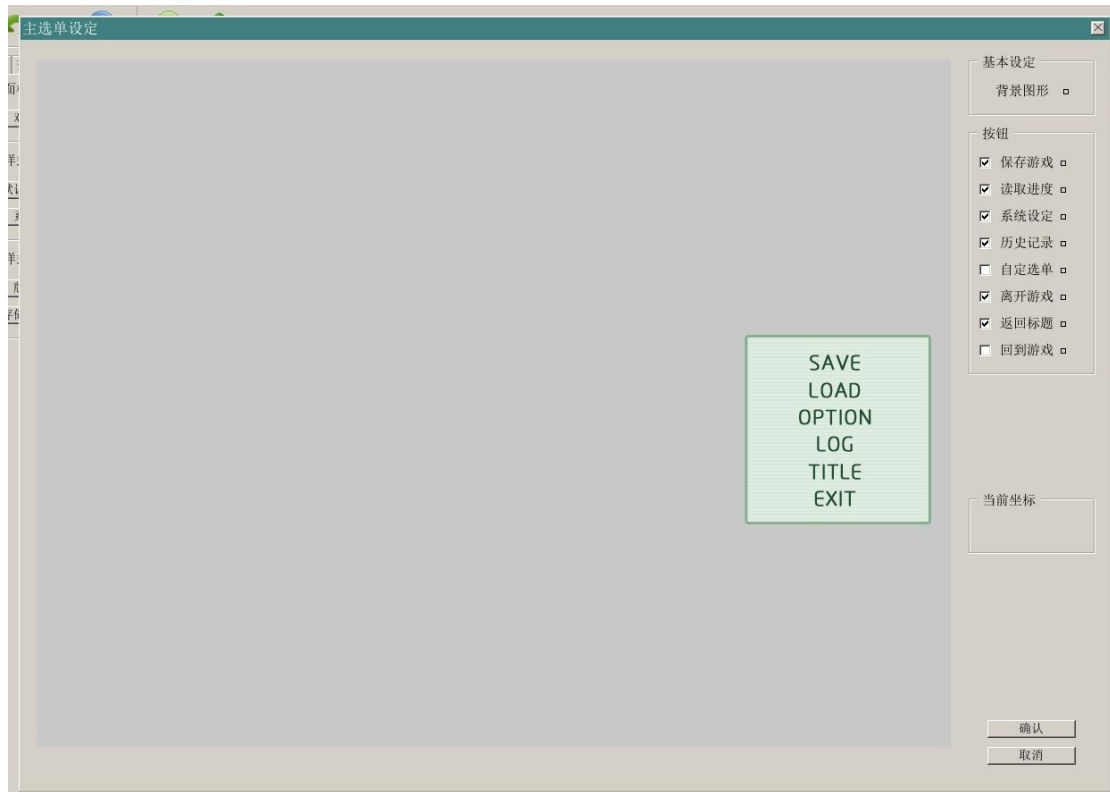 主选单设定
基本设定
背景图形
按钮
保存游戏
读取进度
系统设定
历史记录
自定选单
离开游戏
返回标题
回到游戏
SAVE
LOAD
OPTION
LOG
TITLE
EXIT
当前坐标
确认
取消